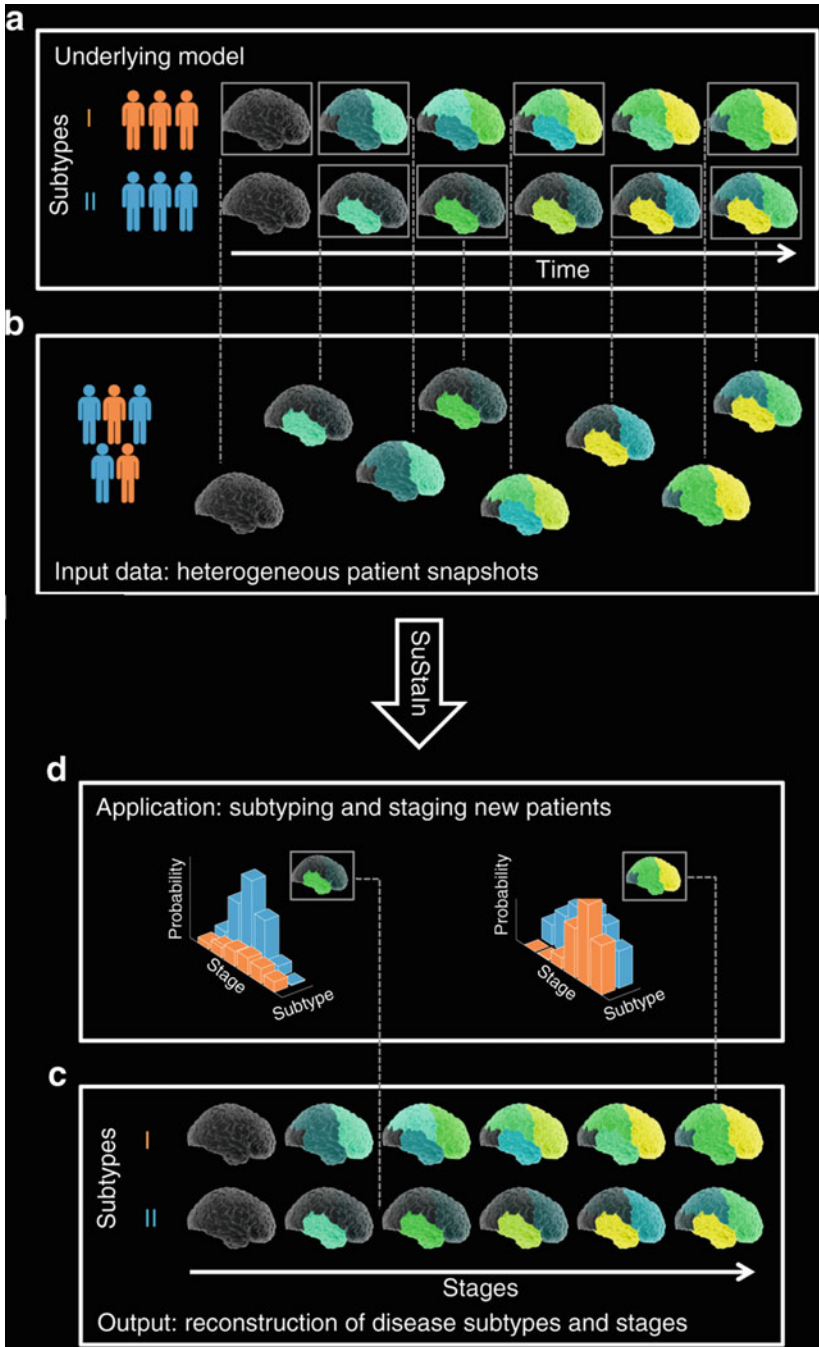 a
Underlying model
Subtypes
I
II
Time
b
Input data: heterogeneous patient snapshots
SuStaIn
d
Application: subtyping and staging new patients
Probability
Stage
Subtype
Probability
Stage
Subtype
c
Subtypes
I
II
Stages
Output: reconstruction of disease subtypes and stages